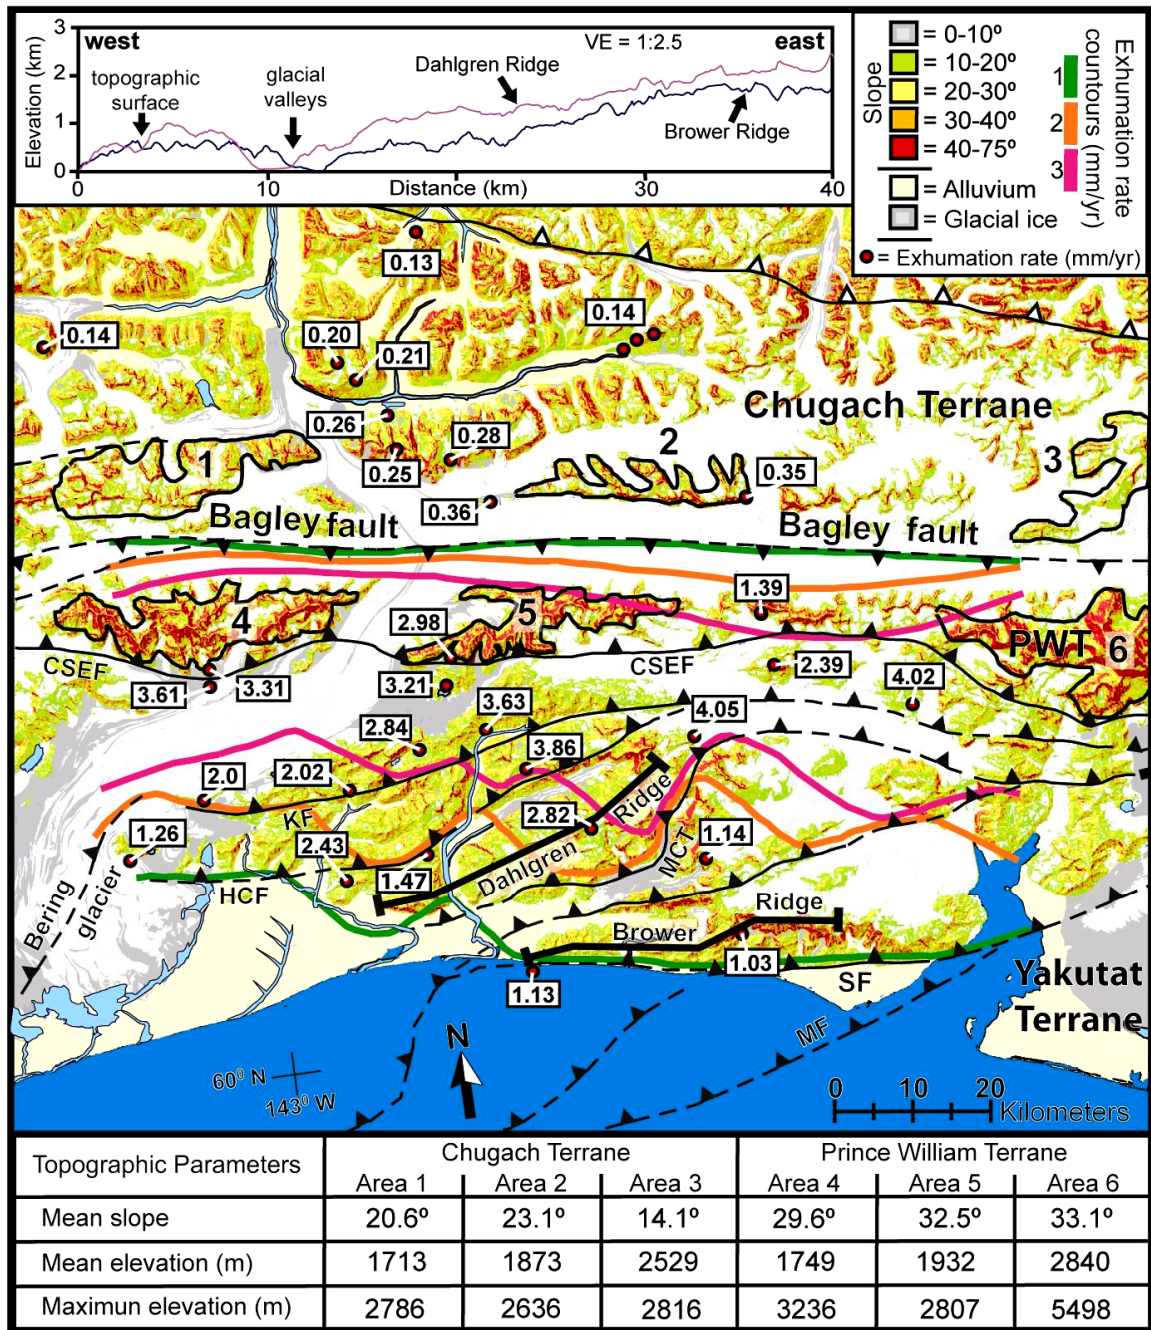 3
2
1
0
Elevation (km)
west
east
VE = 1:2.5
topographic
surface
glacial
valleys
Dahlgren Ridge
Brower Ridge
0
10
Distance (km)
30
40
Slope
= 0-10º
= 10-20º
= 20-30º
= 30-40º
= 40-75º
= Alluvium
= Glacial ice
= Exhumation rate (mm/yr)
Exhumation rate
countours (mm/yr)
1
2
3
0.13
0.14
0.20
0.21
0.14
0.26
0.25
0.28
0.36
0.35
Chugach Terrane
1
2
3
Bagley fault
Bagley fault
1.39
4
5
PWT 6
2.98
CSEF
CSEF
3.61
3.31
3.21
2.39
4.02
3.63
2.84
4.05
3.86
2.0
2.02
KF
2.82
Dahlgren Ridge
MCT
1.14
1.26
2.43
1.47
HCF
Bering
glacier
Brower Ridge
1.03
1.13
SF
MF
Yakutat
Terrane
N
60⁰ N
143⁰ W
0 10 20
Kilometers
Topographic Parameters
Chugach Terrane
Prince William Terrane
Area 1 Area 2 Area 3 Area 4 Area 5 Area 6
Mean slope 20.6º 23.1º 14.1º 29.6º 32.5º 33.1º
Mean elevation (m) 1713 1873 2529 1749 1932 2840
Maximun elevation (m) 2786 2636 2816 3236 2807 5498